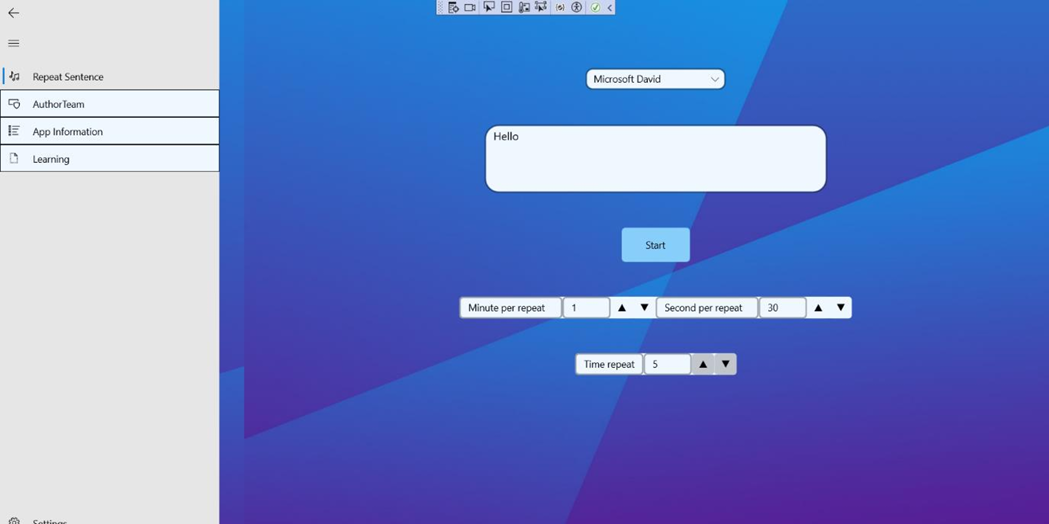 Repeat Sentence
AuthorTeam
App Information
Learning
Settings
Microsoft David
Hello
Start
Minute per repeat 1 Second per repeat 30
Time repeat 5